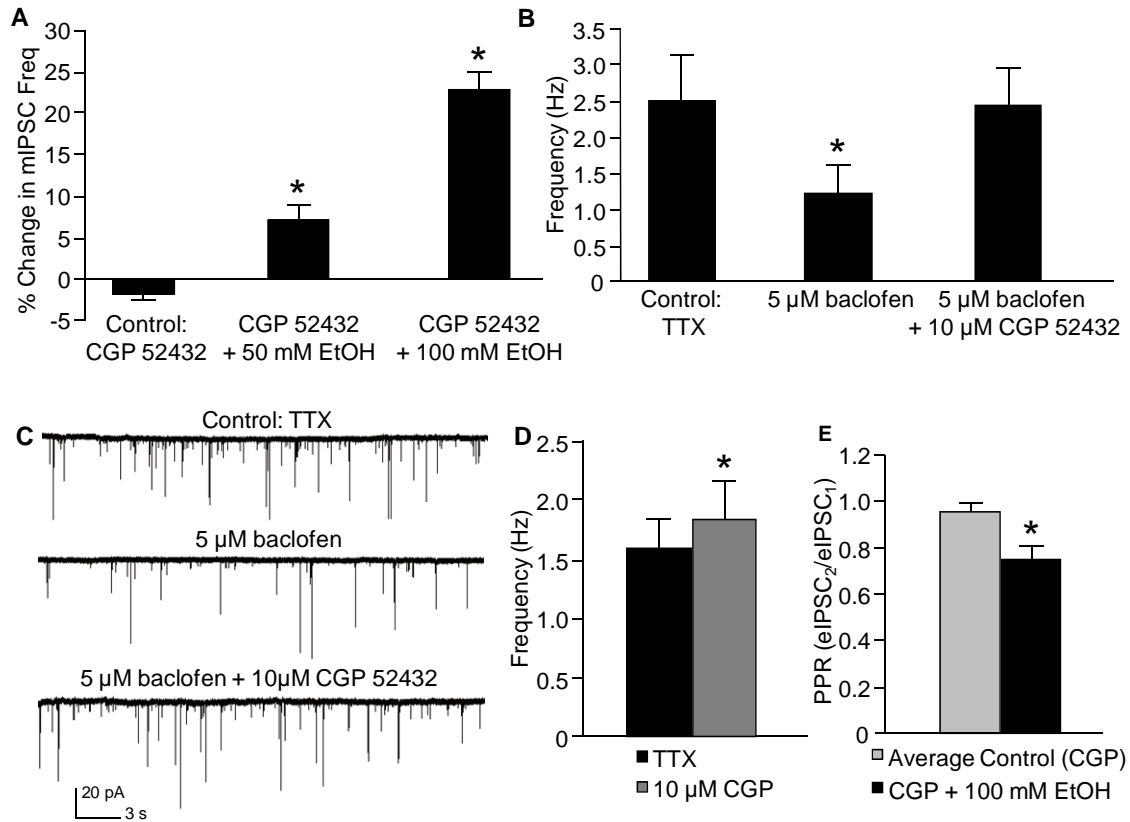 A
% Change in mIPSC Freq
30
25
20
15
10
5
0
-5
*
*
Control:
CGP 52432
CGP 52432
+ 50 mM EtOH
CGP 52432
+ 100 mM EtOH
B
Frequency (Hz)
3.5
3.0
2.5
2.0
1.5
1.0
0.5
0
*
Control:
TTX
5 µM baclofen
5 µM baclofen
+ 10 µM CGP 52432
C
Control: TTX
5 µM baclofen
5 µM baclofen + 10µM CGP 52432
20 pA
3 s
D
Frequency (Hz)
2.5
2.0
1.5
1.0
0.5
0
*
TTX
10 µM CGP
E
PPR (eIPSC₂/eIPSC₁)
1.2
1.0
0.8
0.6
0.4
0.2
0
*
Average Control (CGP)
CGP + 100 mM EtOH